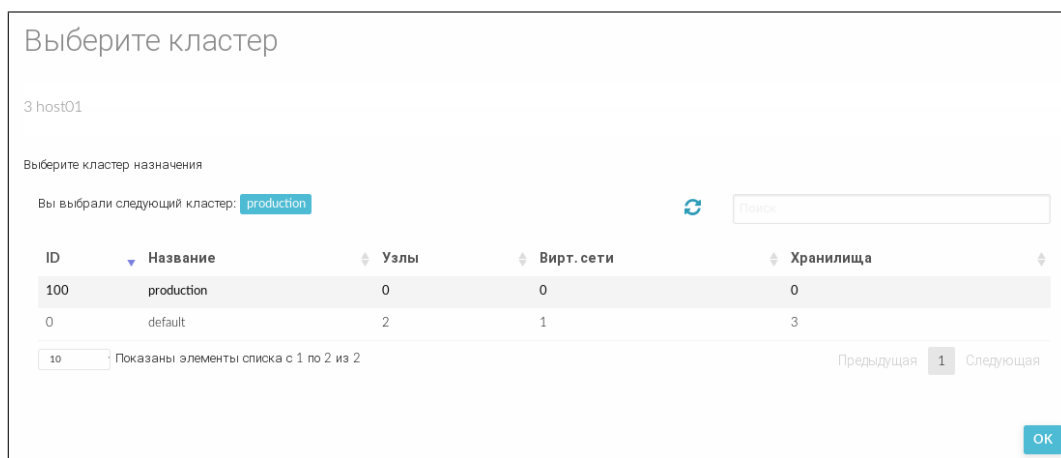 Выберите кластер
3 host01
Выберите кластер назначения
Вы выбрали следующий кластер: production
Поиск
ID Название Узлы Вирт. сети Хранилища
100 production 0 0 0
0 default 2 1 3
10 Показаны элементы списка с 1 по 2 из 2
Предыдущая 1 Следующая
ОК